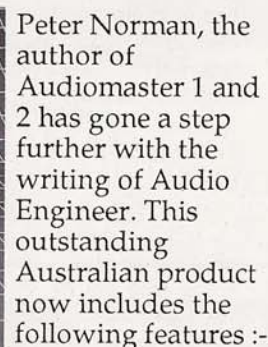 Peter Norman, the
author of
Audiomaster 1 and
2 has gone a step
further with the
writing of Audio
Engineer. This
outstanding
Australian product
now includes the
following features :-